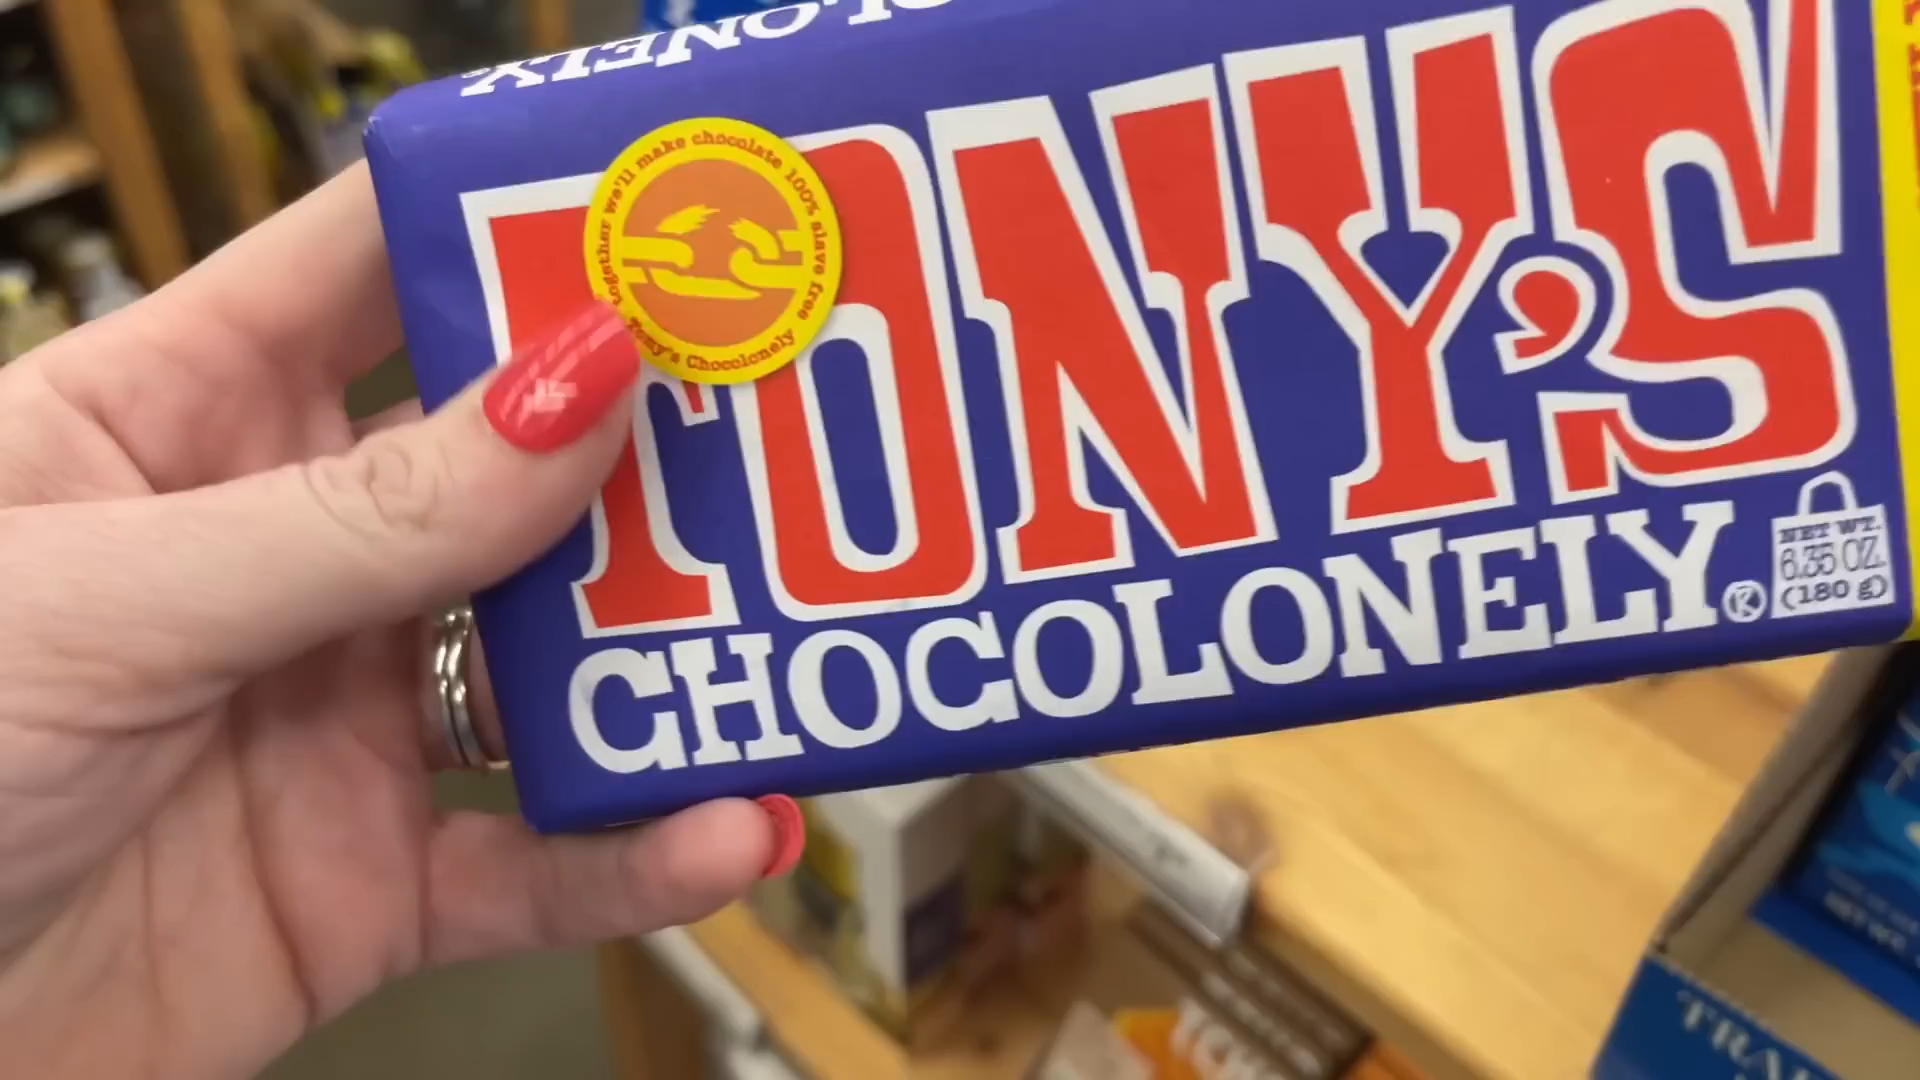 together we'll make chocolate 100% slave free
Tony's Chocolonely
TONY'S
CHOCOLONELY
NET WT.
6.35 OZ.
(180 g)
K